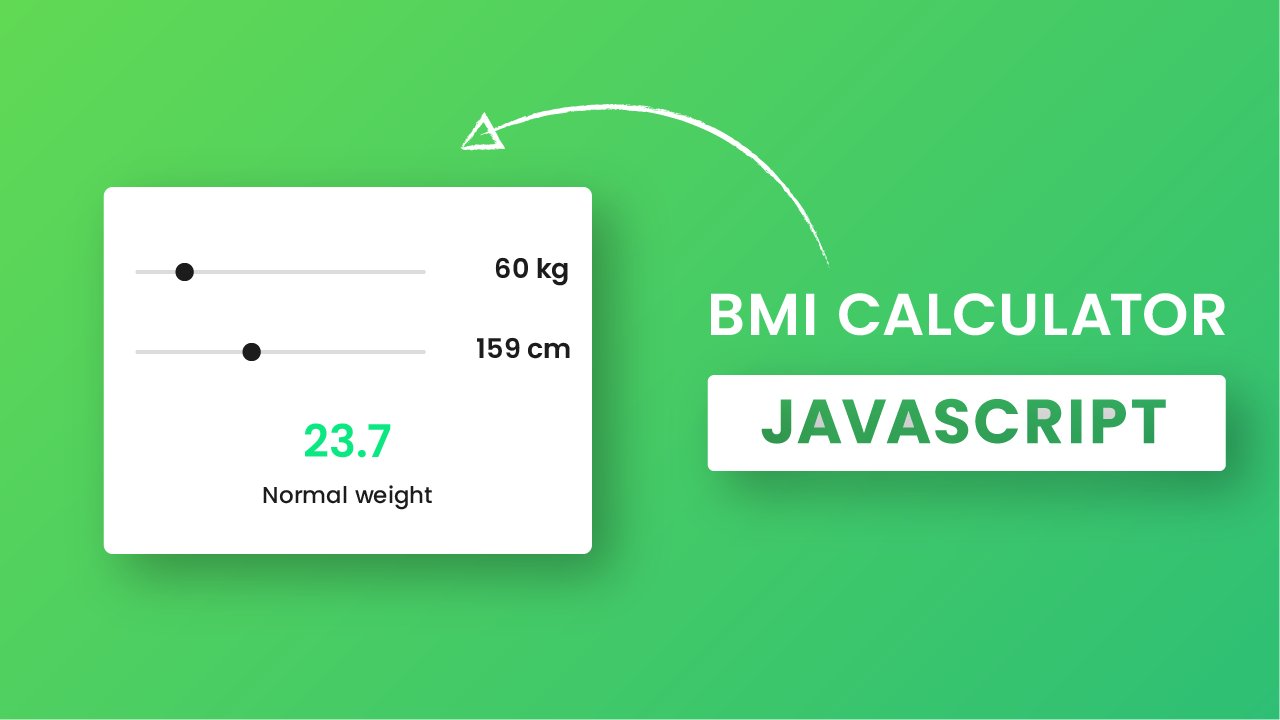 60 kg
159 cm
23.7
Normal weight
BMI CALCULATOR
JAVASCRIPT